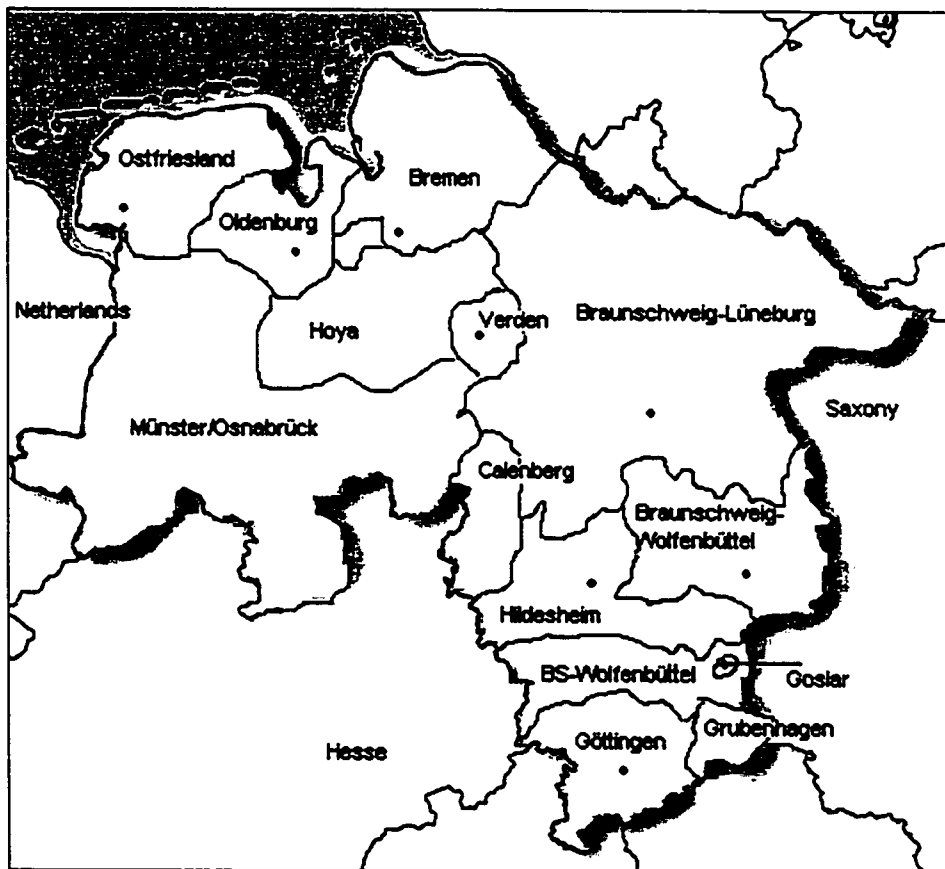 Ostfriesland
Bremen
Oldenburg
Netherlands
Hoya
Verden
Braunschweig-Lüneburg
Saxony
Münster/Osnabrück
Calenberg
Braunschweig-
Wolfenbüttel
Hildesheim
BS-Wolfenbüttel
Goslar
Göttingen
Grubenhagen
Hesse